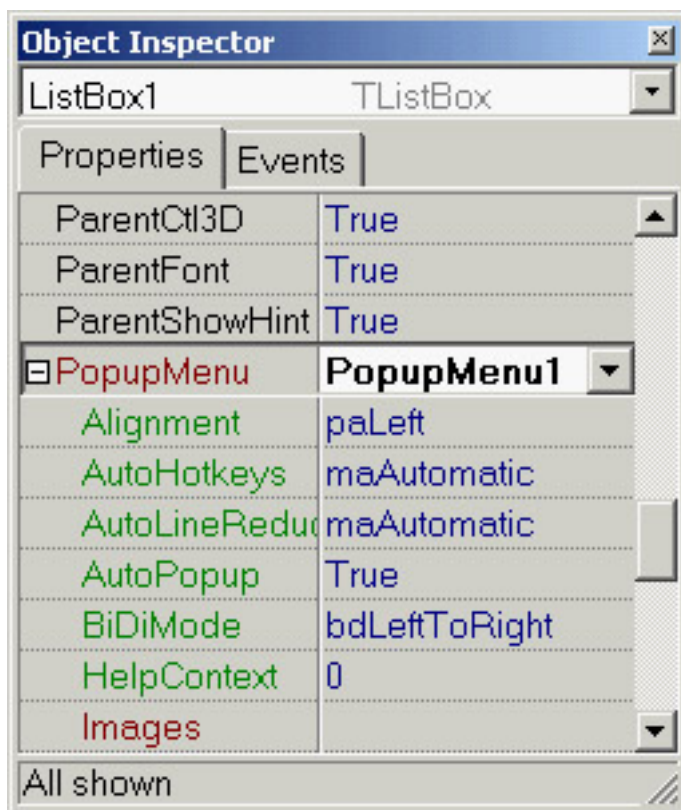 Object Inspector
ListBox1 TListBox
Properties Events
ParentCtl3D True
ParentFont True
ParentShowHint True
PopupMenu PopupMenu1
Alignment paLeft
AutoHotkeys maAutomatic
AutoLineReduc maAutomatic
AutoPopup True
BiDiMode bdLeftToRight
HelpContext 0
Images
All shown